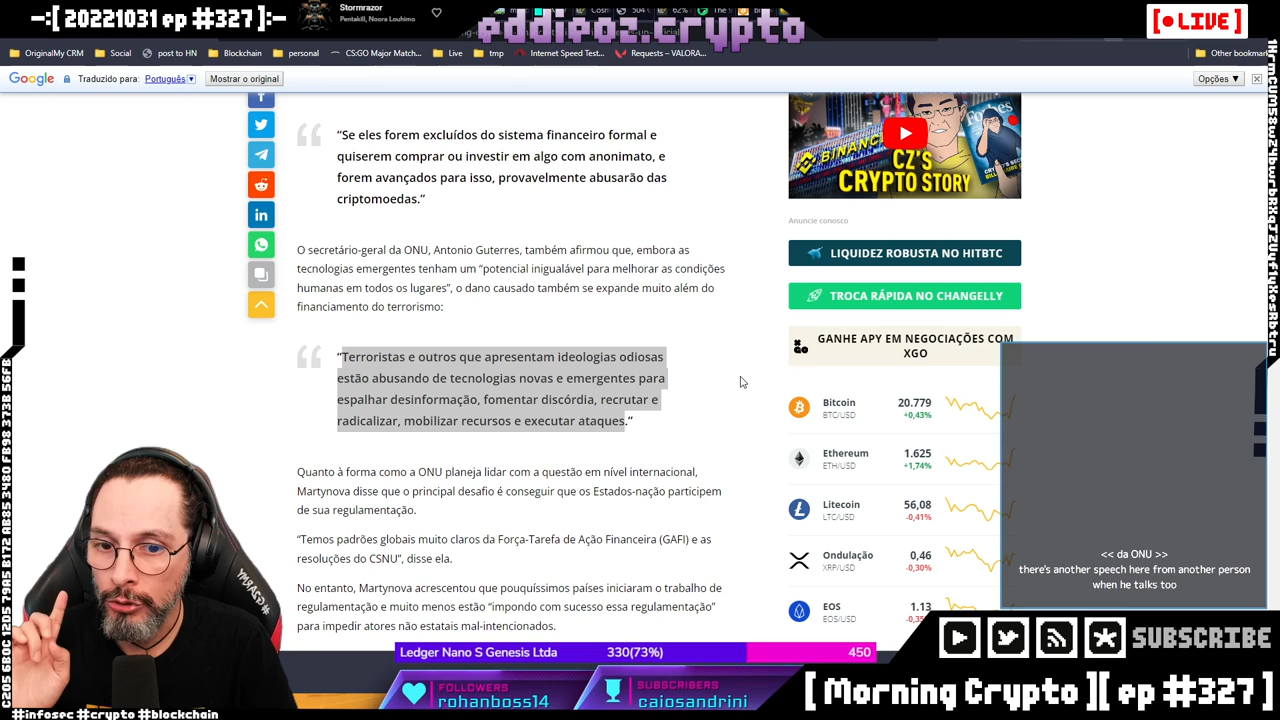 -:[ 20221031 ep #327]:-
Stormrazor
Pentakill, Noora Louhimo
eddieoz.crypto
[● LIVE]
OriginalMy CRM
Social
post to HN
Blockchain
personal
CS:GO Major Match...
Live
tmp
Internet Speed Test...
Requests – VALORA...
Other bookmar
Google
Traduzido para: Português
Mostrar o original
Opções ▼
“Se eles forem excluídos do sistema financeiro formal e
quiserem comprar ou investir em algo com anonimato, e
forem avançados para isso, provavelmente abusarão das
criptomoedas.”
O secretário-geral da ONU, Antonio Guterres, também afirmou que, embora as
tecnologias emergentes tenham um “potencial inigualável para melhorar as condições
humanas em todos os lugares”, o dano causado também se expande muito além do
financiamento do terrorismo:
“Terroristas e outros que apresentam ideologias odiosas
estão abusando de tecnologias novas e emergentes para
espalhar desinformação, fomentar discórdia, recrutar e
radicalizar, mobilizar recursos e executar ataques.”
Quanto à forma como a ONU planeja lidar com a questão em nível internacional,
Martynova disse que o principal desafio é conseguir que os Estados-nação participem
de sua regulamentação.
“Temos padrões globais muito claros da Força-Tarefa de Ação Financeira (GAFI) e as
resoluções do CSNU”, disse ela.
No entanto, Martynova acrescentou que pouquíssimos países iniciaram o trabalho de
regulamentação e muito menos estão “impondo com sucesso essa regulamentação”
para impedir atores não estatais mal-intencionados.
BINANCE
Forbes
CZ'S
CRYPTO STORY
Anuncie conosco
LIQUIDEZ ROBUSTA NO HITBTC
TROCA RÁPIDA NO CHANGELLY
GANHE APY EM NEGOCIAÇÕES COM
XGO
Bitcoin 20.779
BTC/USD +0,43%
Ethereum 1.625
ETH/USD +1,74%
Litecoin 56,08
LTC/USD -0,41%
Ondulação 0,46
XRP/USD -0,30%
EOS 1.13
EOS/USD
<< da ONU >>
there's another speech here from another person
when he talks too
Ledger Nano S Genesis Ltda 330(73%) 450
FOLLOWERS
rohanboss14
SUBSCRIBERS
caiosandrini
SUBSCRIBE
[ Morning Crypto ][ ep #327 ]
#infosec #crypto #blockchain